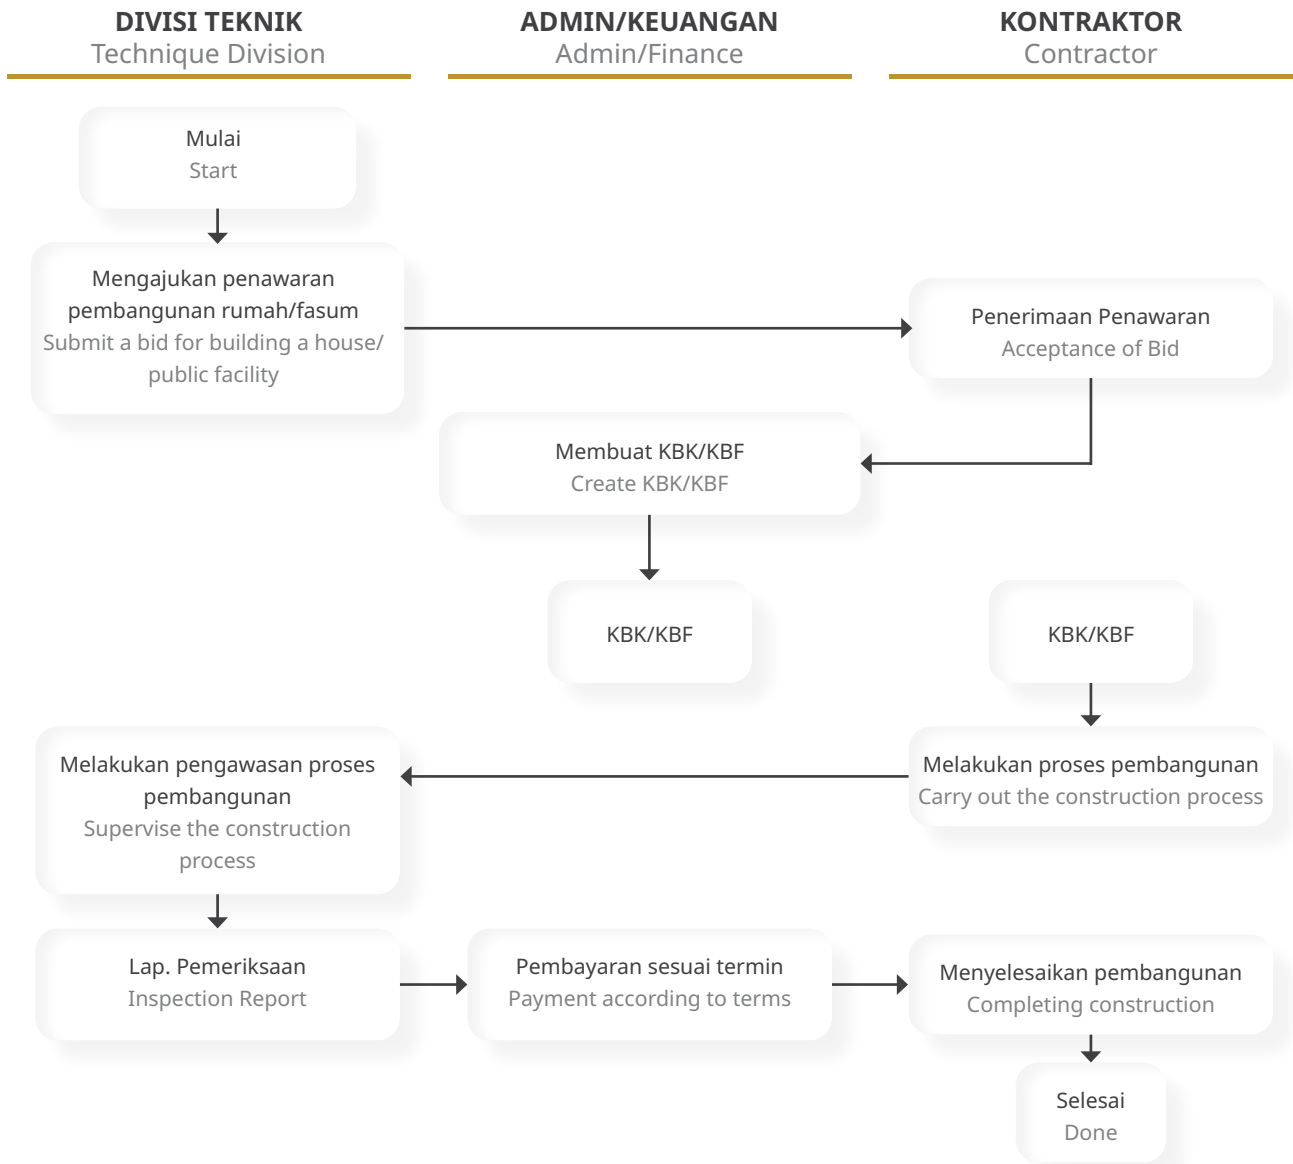 DIVISI TEKNIK
Technique Division
ADMIN/KEUANGAN
Admin/Finance
KONTRAKTOR
Contractor
Mulai
Start
Mengajukan penawaran
pembangunan rumah/fasum
Submit a bid for building a house/
public facility
Penerimaan Penawaran
Acceptance of Bid
Membuat KBK/KBF
Create KBK/KBF
KBK/KBF
KBK/KBF
Melakukan proses pembangunan
Carry out the construction process
Melakukan pengawasan proses
pembangunan
Supervise the construction
process
Lap. Pemeriksaan
Inspection Report
Pembayaran sesuai termin
Payment according to terms
Menyelesaikan pembangunan
Completing construction
Selesai
Done